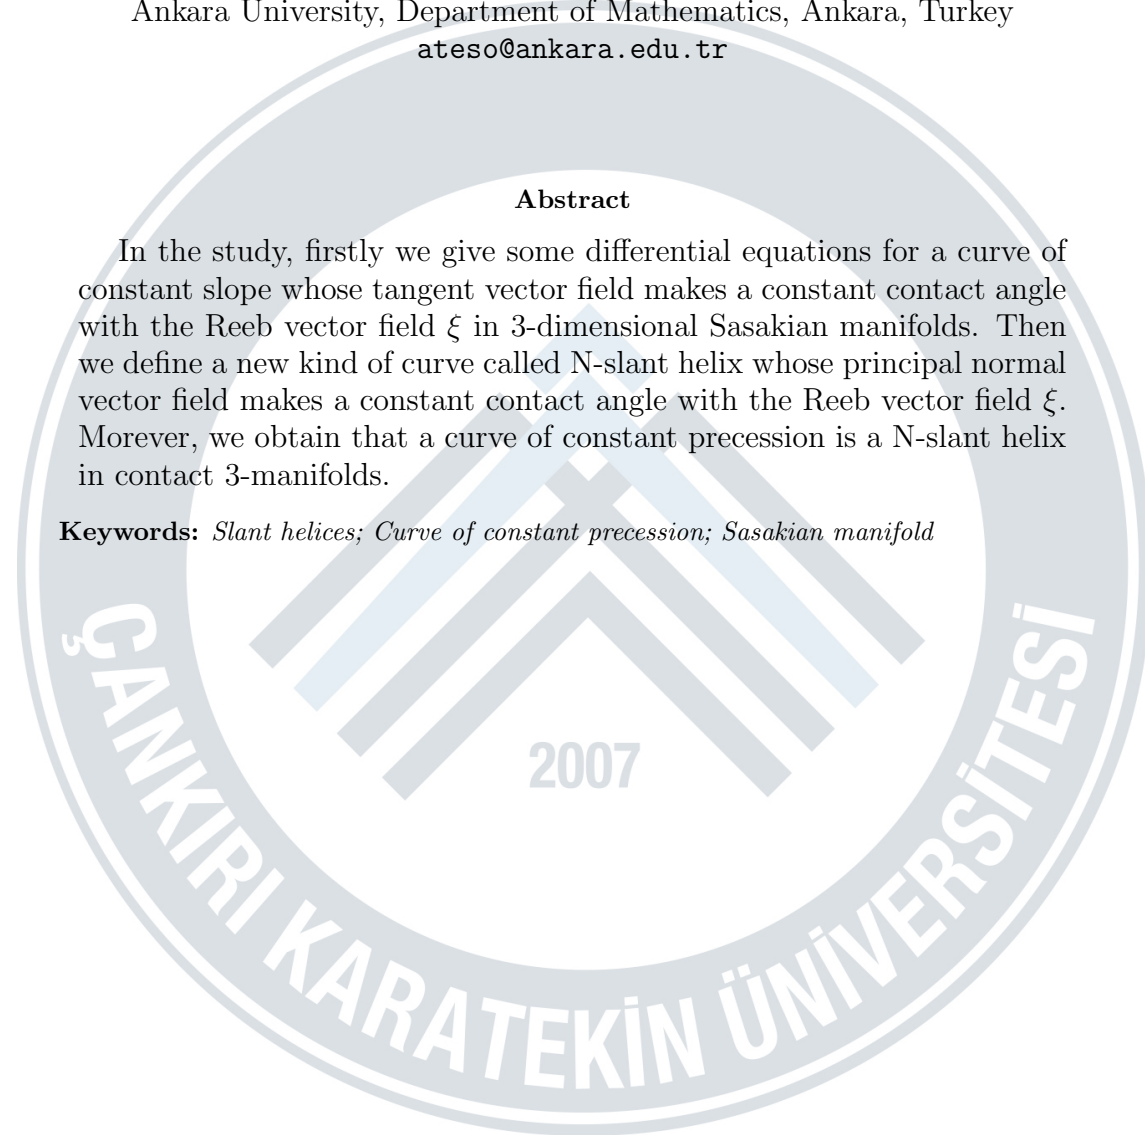 Ankara University, Department of Mathematics, Ankara, Turkey
ateso@ankara.edu.tr
Abstract
In the study, firstly we give some differential equations for a curve of
constant slope whose tangent vector field makes a constant contact angle
with the Reeb vector field ξ in 3-dimensional Sasakian manifolds. Then
we define a new kind of curve called N-slant helix whose principal normal
vector field makes a constant contact angle with the Reeb vector field ξ.
Morever, we obtain that a curve of constant precession is a N-slant helix
in contact 3-manifolds.
Keywords: Slant helices; Curve of constant precession; Sasakian manifold
2007
ÇANKIRI KARATEKİN ÜNİVERSİTESİ